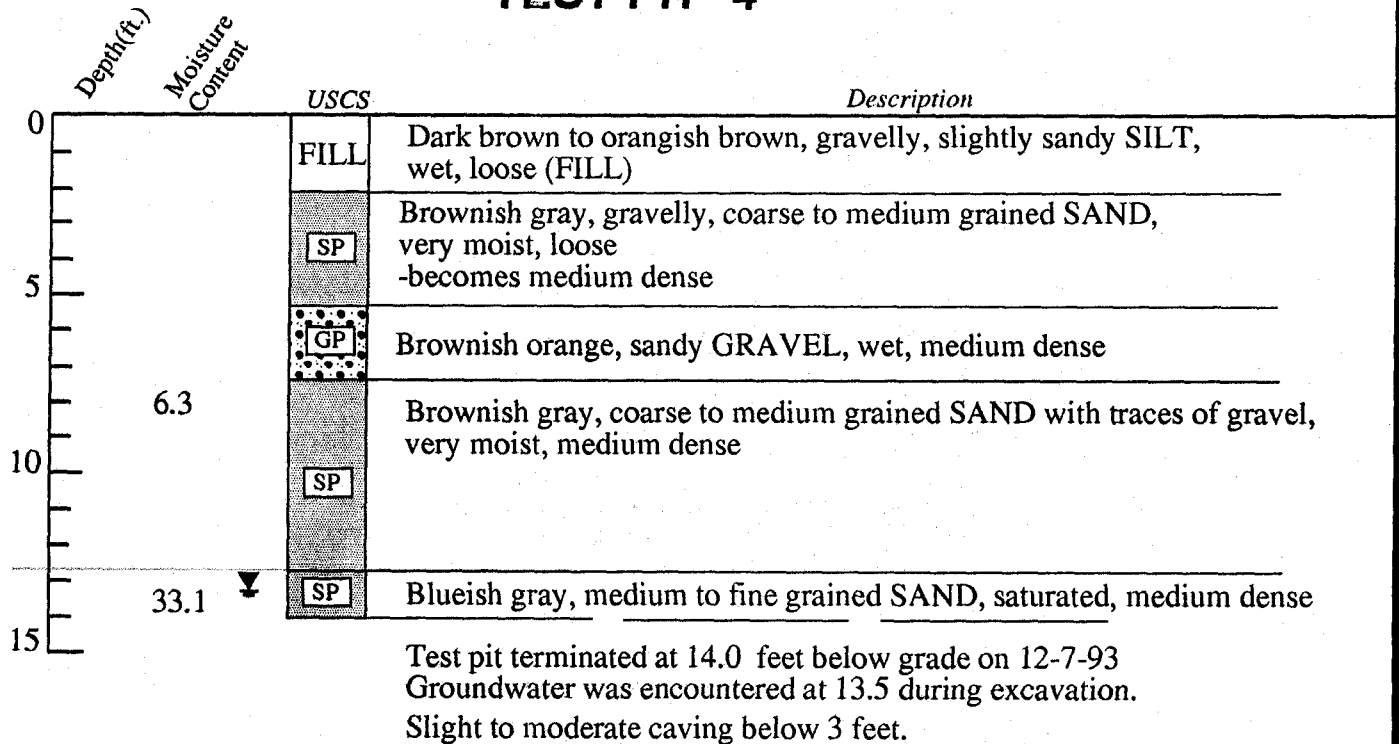 TEST PIT 4
Depth(ft.)
Moisture
Content
USCS
Description
0
FILL
Dark brown to orangish brown, gravelly, slightly sandy SILT,
wet, loose (FILL)
SP
Brownish gray, gravelly, coarse to medium grained SAND,
very moist, loose
-becomes medium dense
5
GP
Brownish orange, sandy GRAVEL, wet, medium dense
6.3
Brownish gray, coarse to medium grained SAND with traces of gravel,
very moist, medium dense
10
SP
33.1
SP
Blueish gray, medium to fine grained SAND, saturated, medium dense
15
Test pit terminated at 14.0 feet below grade on 12-7-93
Groundwater was encountered at 13.5 during excavation.
Slight to moderate caving below 3 feet.